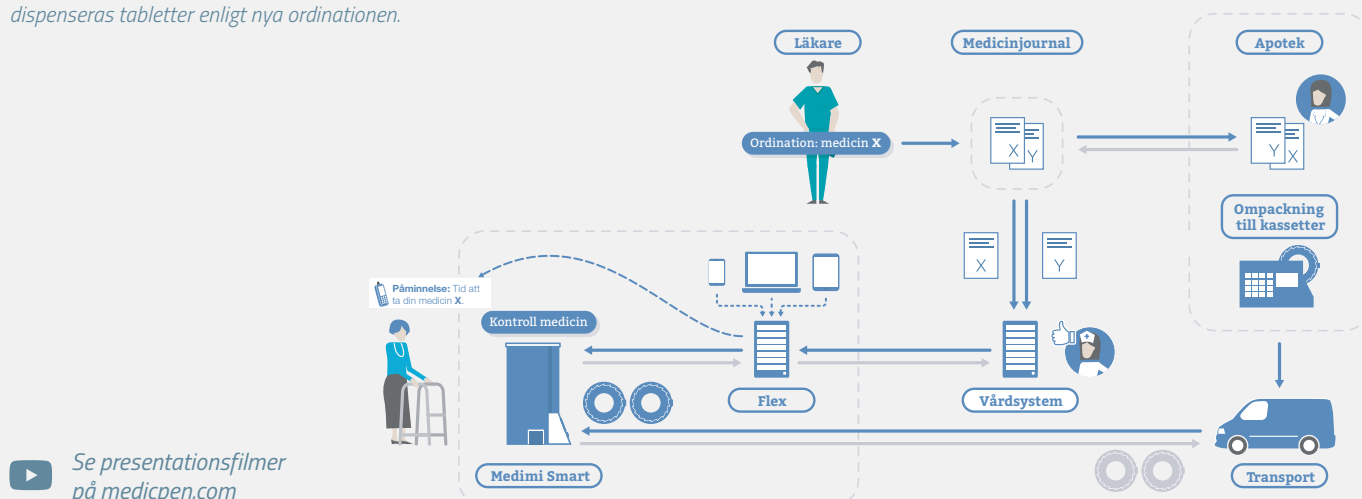 dispenseras tabletter enligt nya ordinationen.
Läkare
Medicinjournal
Apotek
Ordination: medicin X
X
Y
Y
X
Ompackning
till kassetter
X
Y
Påminnelse: Tid att
ta din medicin X.
Kontroll medicin
Flex
Vårdsystem
Medimi Smart
Transport
Se presentationsfilmer
på medicpen.com